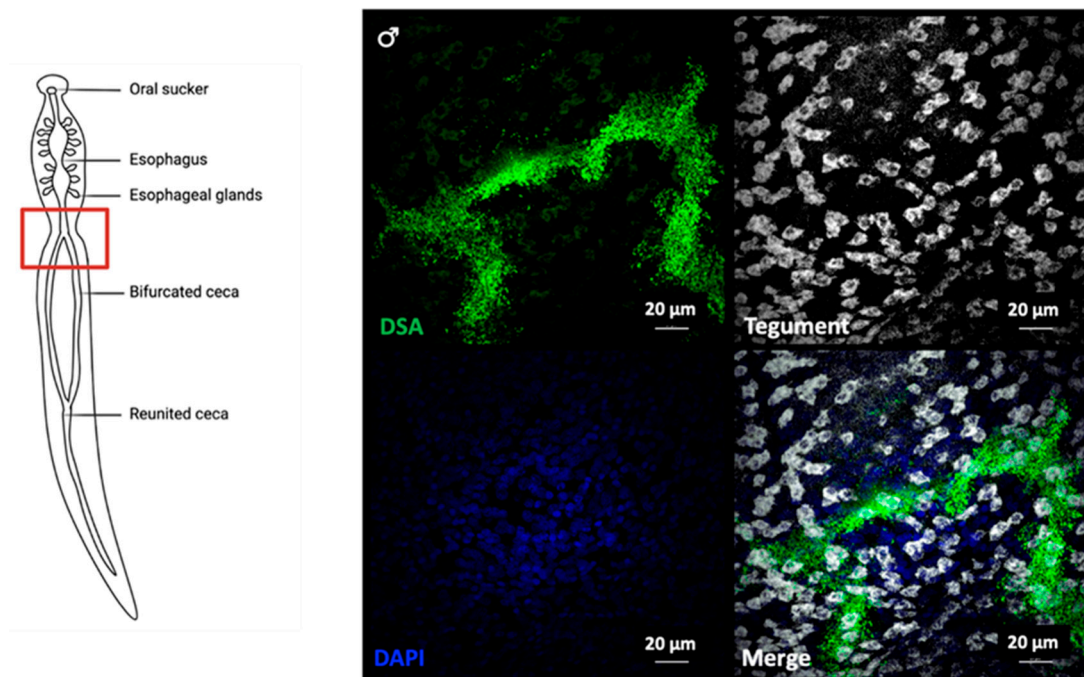 Oral sucker
Esophagus
Esophageal glands
Bifurcated ceca
Reunited ceca
♂
DSA
20 µm
Tegument
20 µm
DAPI
20 µm
Merge
20 µm